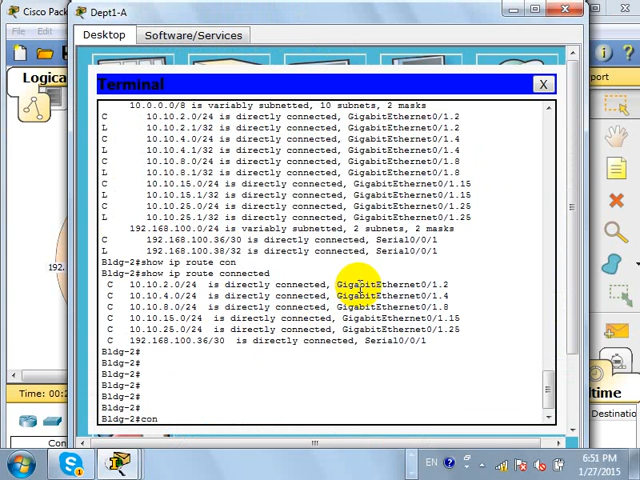 Cisco Pack
Dept1-A
X
File
Desktop
Software/Services
Logica
port
Terminal
X
10.0.0.0/8 is variably subnetted, 10 subnets, 2 masks
C 10.10.2.0/24 is directly connected, GigabitEthernet0/1.2
L 10.10.2.1/32 is directly connected, GigabitEthernet0/1.2
C 10.10.4.0/24 is directly connected, GigabitEthernet0/1.4
L 10.10.4.1/32 is directly connected, GigabitEthernet0/1.4
C 10.10.8.0/24 is directly connected, GigabitEthernet0/1.8
L 10.10.8.1/32 is directly connected, GigabitEthernet0/1.8
C 10.10.15.0/24 is directly connected, GigabitEthernet0/1.15
L 10.10.15.1/32 is directly connected, GigabitEthernet0/1.15
C 10.10.25.0/24 is directly connected, GigabitEthernet0/1.25
L 10.10.25.1/32 is directly connected, GigabitEthernet0/1.25
192.168.100.0/24 is variably subnetted, 2 subnets, 2 masks
C 192.168.100.36/30 is directly connected, Serial0/0/1
L 192.168.100.38/32 is directly connected, Serial0/0/1
Bldg-2#show ip route con
Bldg-2#show ip route connected
C 10.10.2.0/24 is directly connected, GigabitEthernet0/1.2
C 10.10.4.0/24 is directly connected, GigabitEthernet0/1.4
C 10.10.8.0/24 is directly connected, GigabitEthernet0/1.8
C 10.10.15.0/24 is directly connected, GigabitEthernet0/1.15
C 10.10.25.0/24 is directly connected, GigabitEthernet0/1.25
C 192.168.100.36/30 is directly connected, Serial0/0/1
Bldg-2#
Bldg-2#
Bldg-2#
Bldg-2#
Bldg-2#
Bldg-2#
Bldg-2#con
192
Time: 00:2
ltime
Destinatio
Con
EN
6:51 PM
1/27/2015